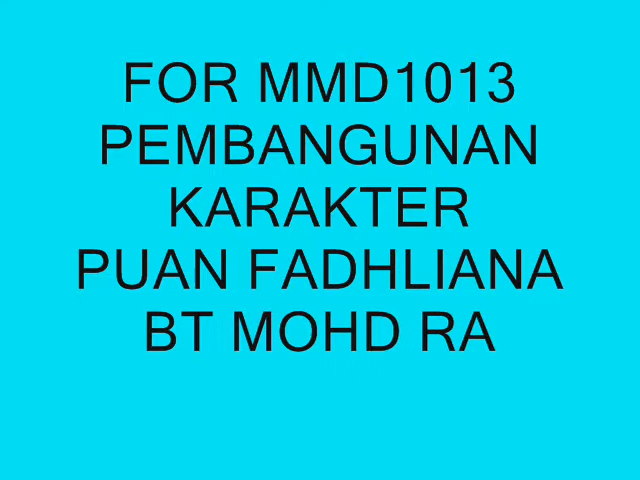 FOR MMD1013
PEMBANGUNAN
KARAKTER
PUAN FADHLIANA
BT MOHD RA